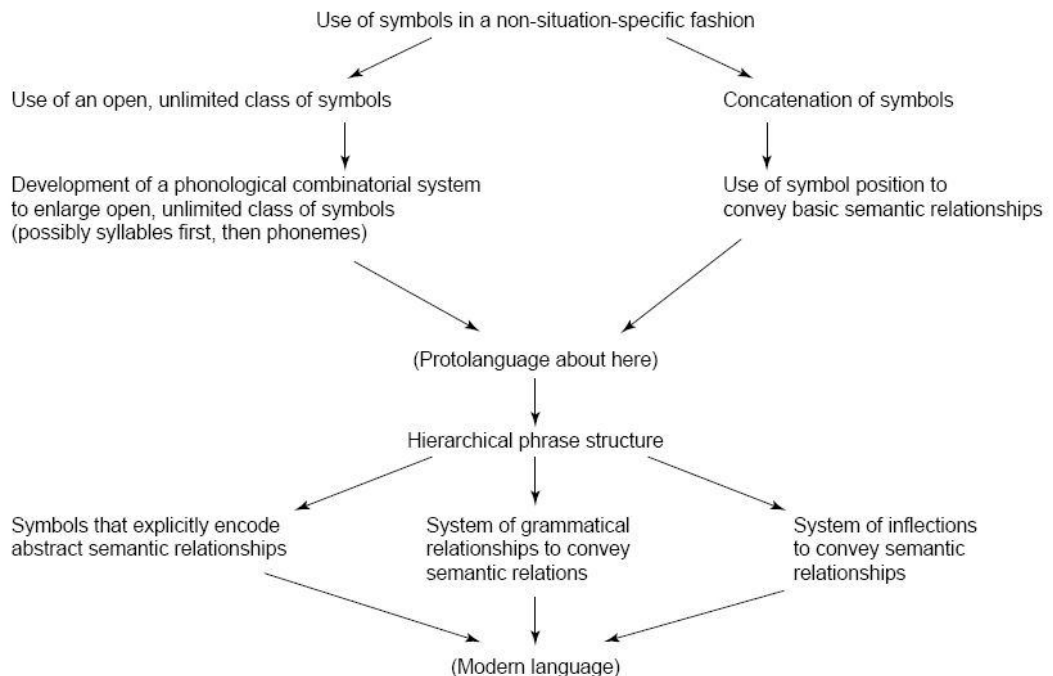 Use of symbols in a non-situation-specific fashion
Use of an open, unlimited class of symbols
Concatenation of symbols
Development of a phonological combinatorial system
to enlarge open, unlimited class of symbols
(possibly syllables first, then phonemes)
Use of symbol position to
convey basic semantic relationships
(Protolanguage about here)
Hierarchical phrase structure
Symbols that explicitly encode
abstract semantic relationships
System of grammatical
relationships to convey
semantic relations
System of inflections
to convey semantic
relationships
(Modern language)